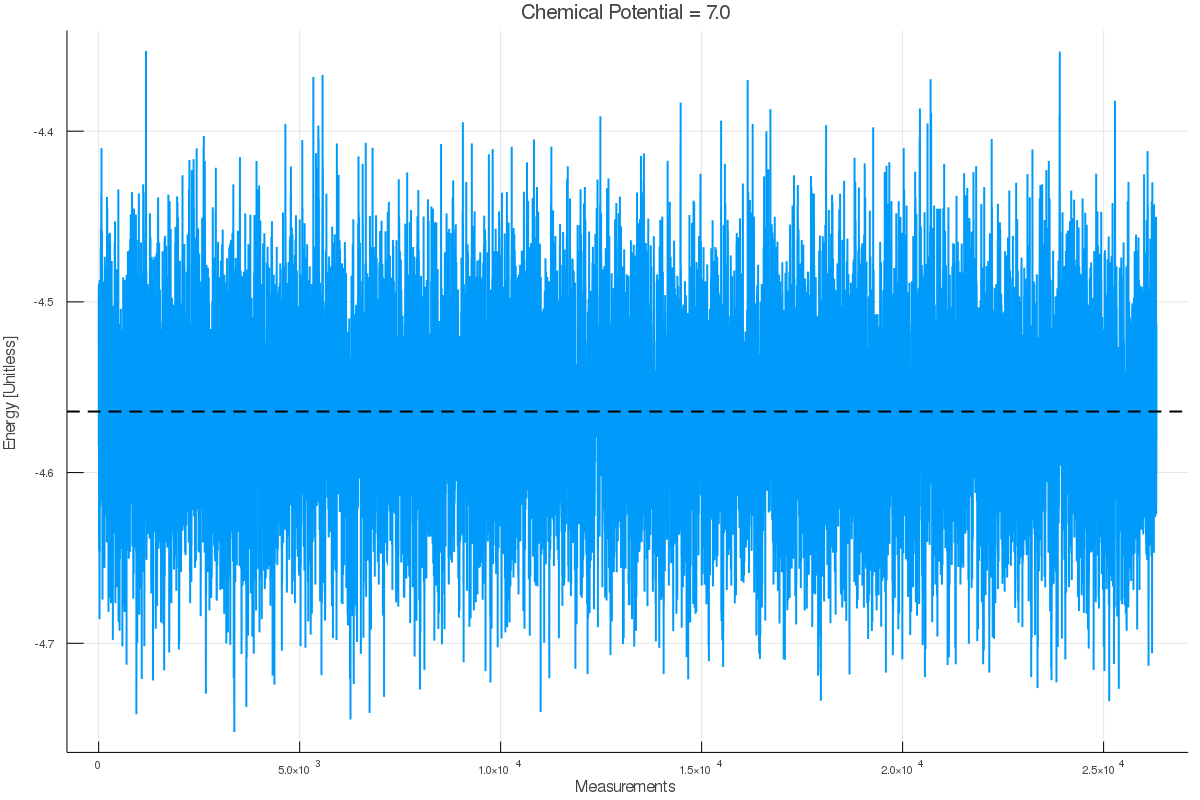 Chemical Potential = 7.0
Energy [Unitless]
-4.4
-4.5
-4.6
-4.7
0 5.0×10 3 1.0×10 4 1.5×10 4 2.0×10 4 2.5×10 4
Measurements